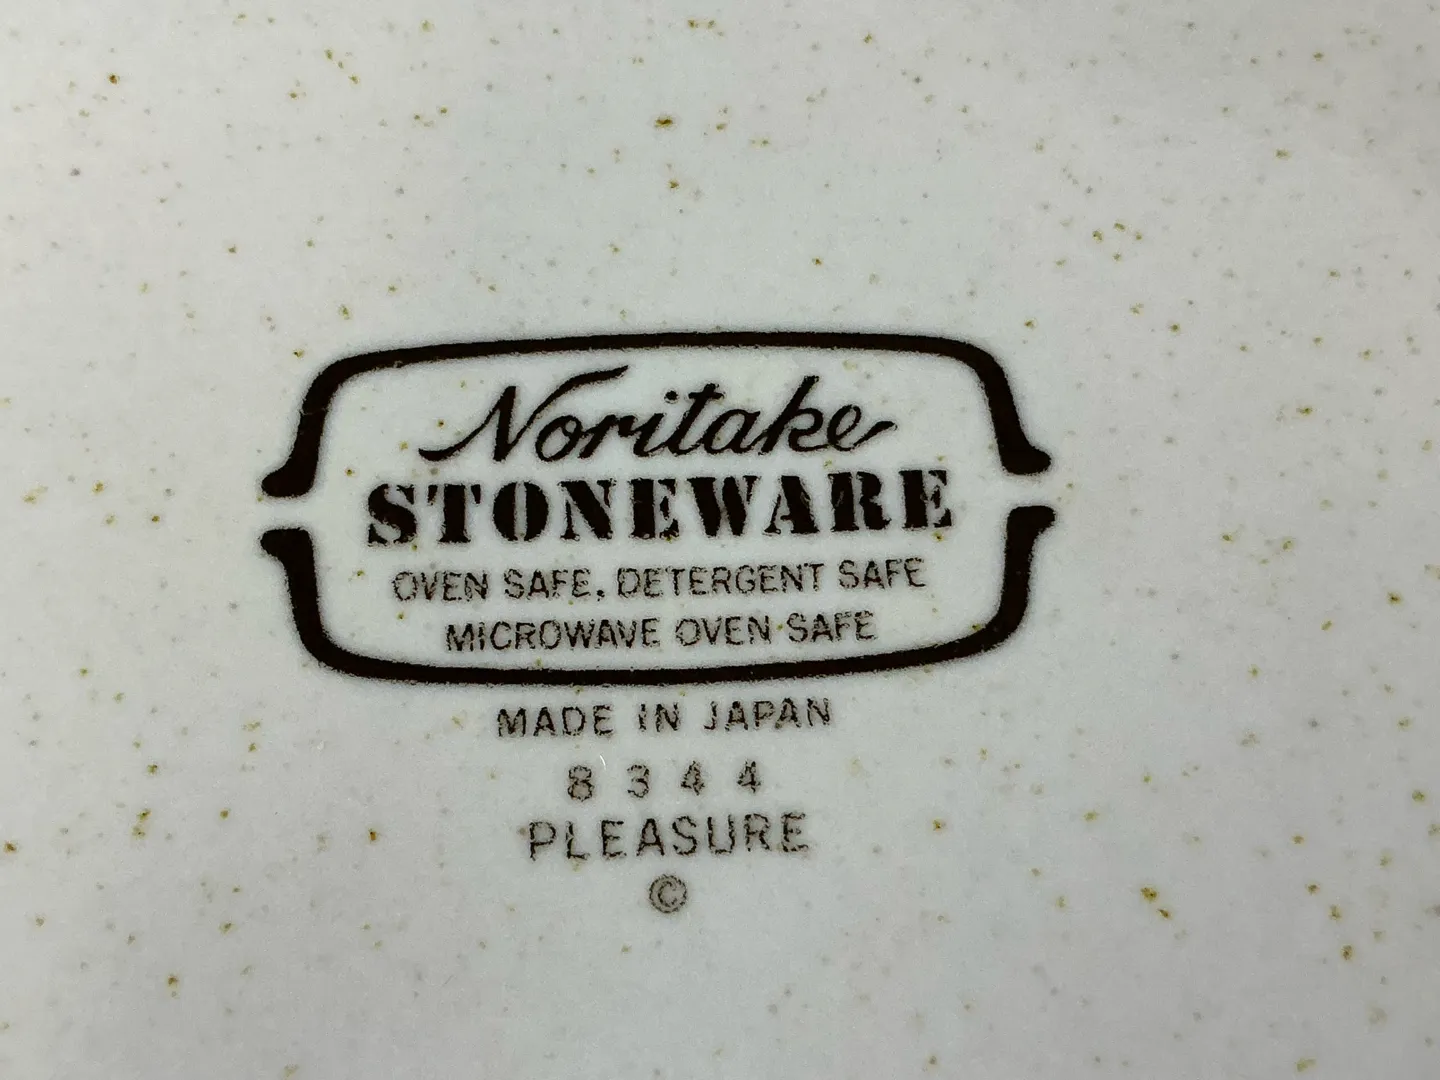 Noritake
STONEWARE
OVEN SAFE, DETERGENT SAFE
MICROWAVE OVEN SAFE
MADE IN JAPAN
8344
PLEASURE
©